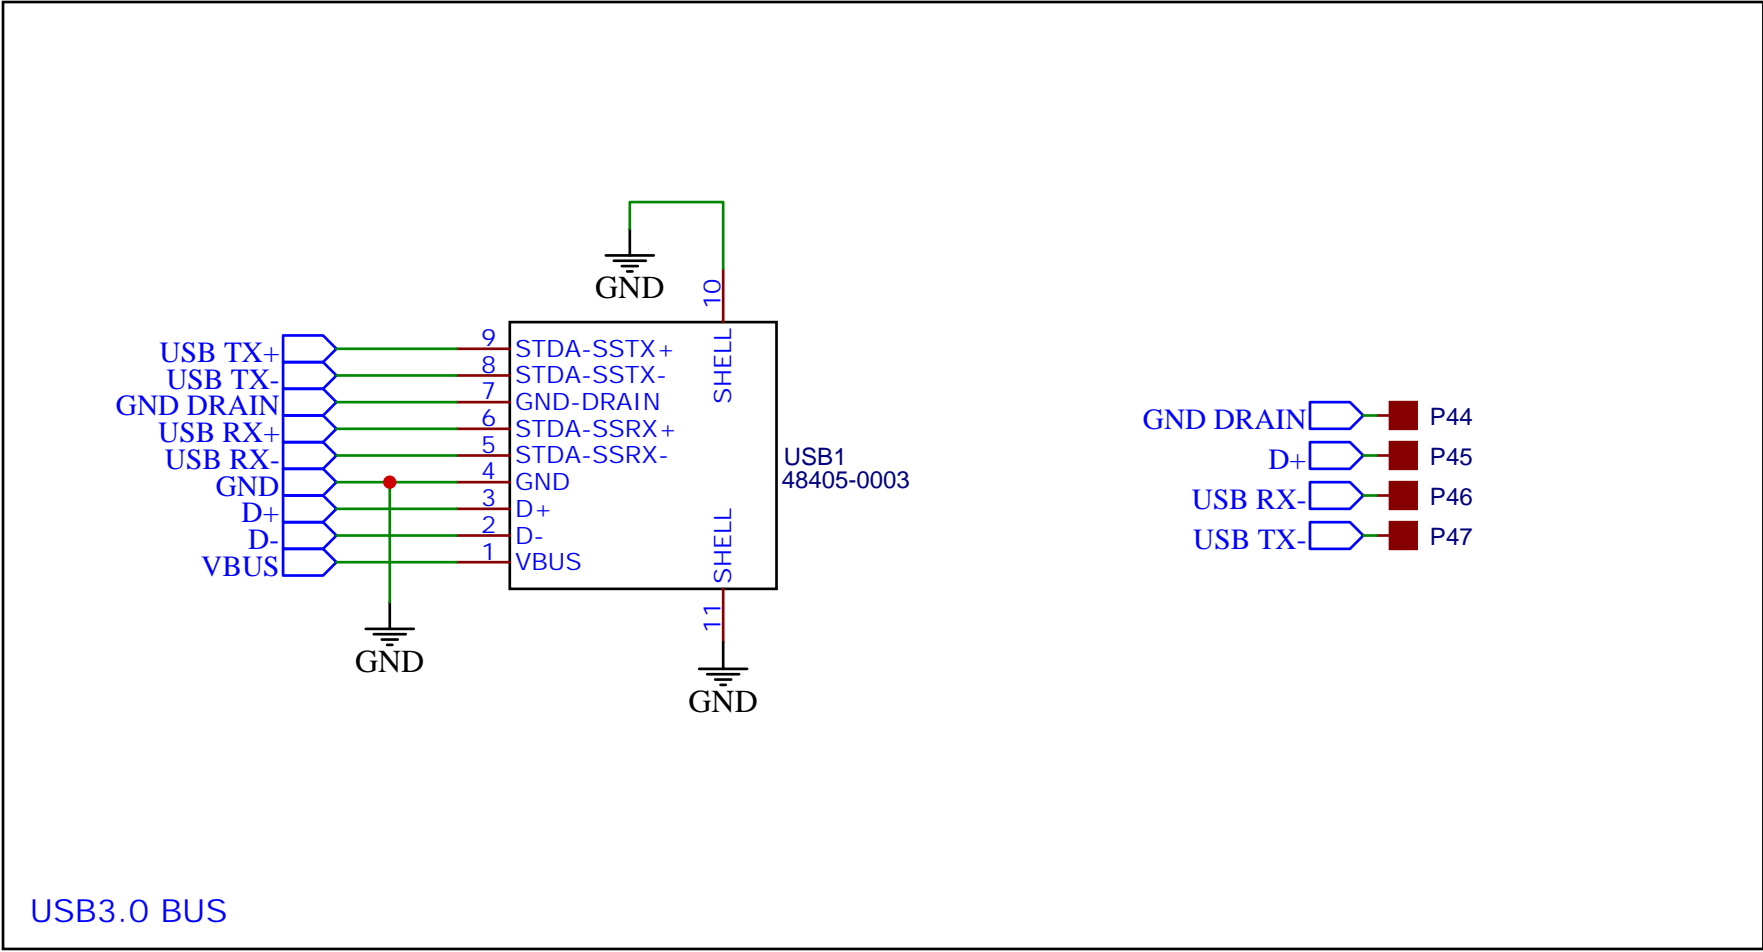 GND
10
USB TX+ 9 STDA-SSTX+ SHELL
USB TX- 8 STDA-SSTX-
GND DRAIN 7 GND-DRAIN
USB RX+ 6 STDA-SSRX+
USB RX- 5 STDA-SSRX-
GND 4 GND
D+ 3 D+
D- 2 D-
VBUS 1 VBUS
SHELL
USB1
48405-0003
11
GND
GND
GND DRAIN P44
D+ P45
USB RX- P46
USB TX- P47
USB3.0 BUS